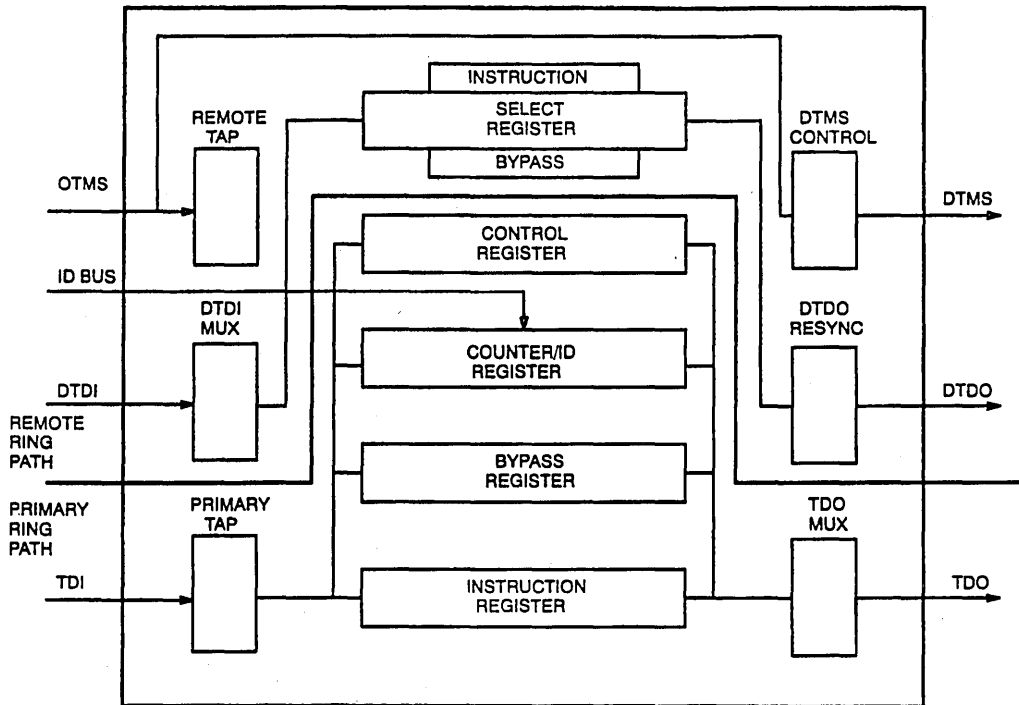 INSTRUCTION
SELECT
REGISTER
BYPASS
REMOTE
TAP
DTMS
CONTROL
OTMS
DTMS
CONTROL
REGISTER
ID BUS
DTDI
MUX
DTDO
RESYNC
COUNTER/ID
REGISTER
DTDI
DTDO
REMOTE
RING
PATH
BYPASS
REGISTER
PRIMARY
RING
PATH
PRIMARY
TAP
TDO
MUX
TDI
INSTRUCTION
REGISTER
TDO